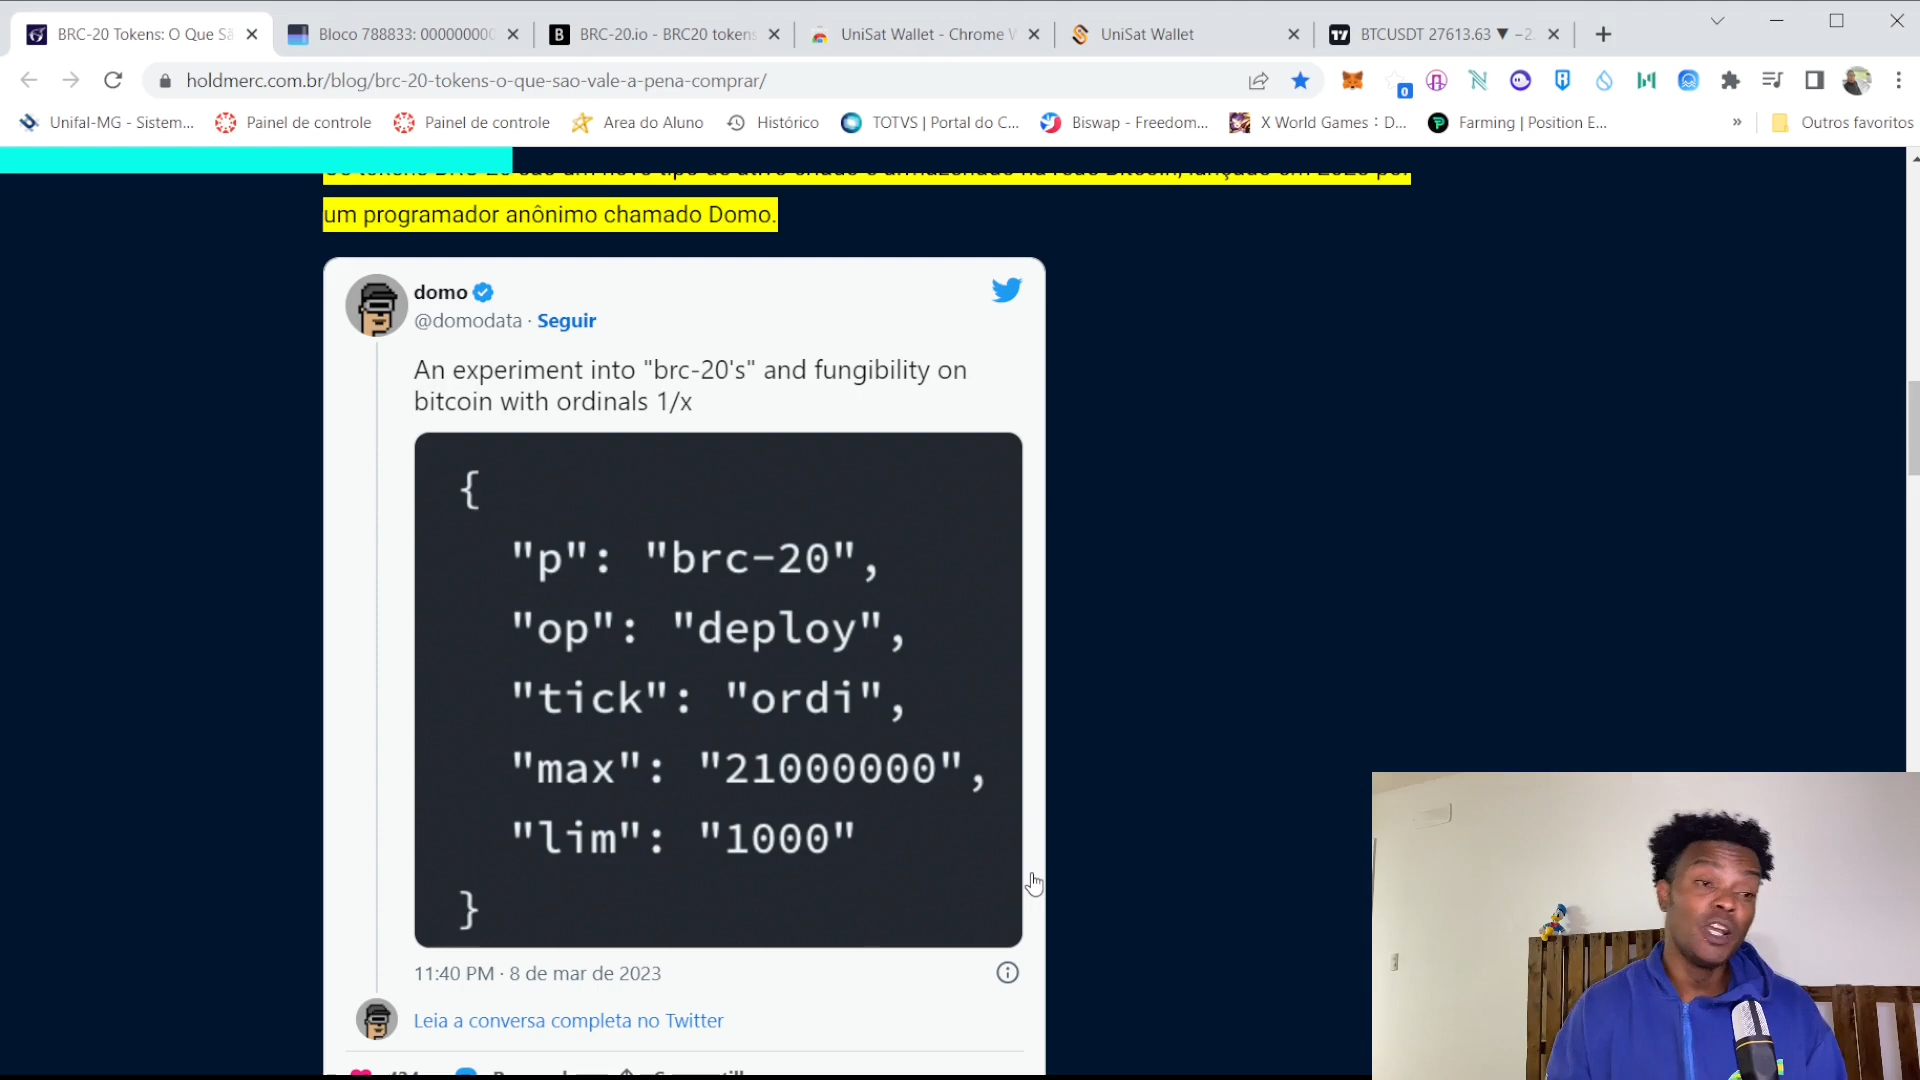 BRC-20 Tokens: O Que Sã
Bloco 788833: 00000000
BRC-20.io - BRC20 tokens
UniSat Wallet - Chrome W
UniSat Wallet
BTCUSDT 27613.63 ▼ −2.
holdmerc.com.br/blog/brc-20-tokens-o-que-sao-vale-a-pena-comprar/
0
Unifal-MG - Sistem...
Painel de controle
Painel de controle
Area do Aluno
Histórico
TOTVS | Portal do C...
Biswap - Freedom...
X World Games : D...
Farming | Position E...
»
Outros favoritos
um programador anônimo chamado Domo.
domo
@domodata · Seguir
An experiment into "brc-20's" and fungibility on
bitcoin with ordinals 1/x
{
"p": "brc-20",
"op": "deploy",
"tick": "ordi",
"max": "21000000",
"lim": "1000"
}
11:40 PM · 8 de mar de 2023
Leia a conversa completa no Twitter